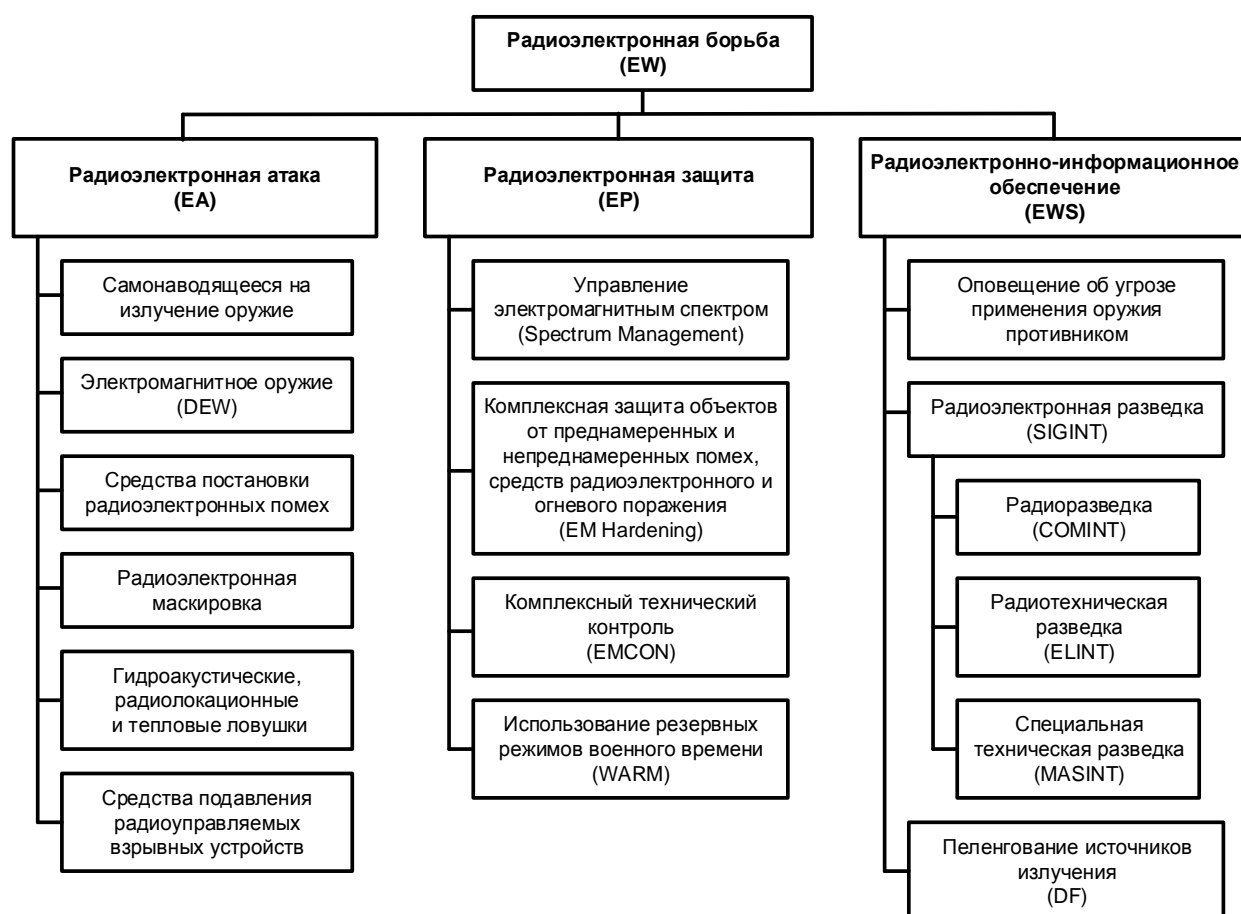 Радиоэлектронная борьба
(EW)
Радиоэлектронная атака
(EA)
Самонаводящееся на
излучение оружие
Электромагнитное оружие
(DEW)
Средства постановки
радиоэлектронных помех
Радиоэлектронная
маскировка
Гидроакустические,
радиолокационные
и тепловые ловушки
Средства подавления
радиоуправляемых
взрывных устройств
Радиоэлектронная защита
(EP)
Управление
электромагнитным спектром
(Spectrum Management)
Комплексная защита объектов
от преднамеренных и
непреднамеренных помех,
средств радиоэлектронного и
огневого поражения
(EM Hardening)
Комплексный технический
контроль
(EMCON)
Использование резервных
режимов военного времени
(WARM)
Радиоэлектронно-информационное
обеспечение
(EWS)
Оповещение об угрозе
применения оружия
противником
Радиоэлектронная разведка
(SIGINT)
Радиоразведка
(COMINT)
Радиотехническая
разведка
(ELINT)
Специальная
техническая разведка
(MASINT)
Пеленгование источников
излучения
(DF)